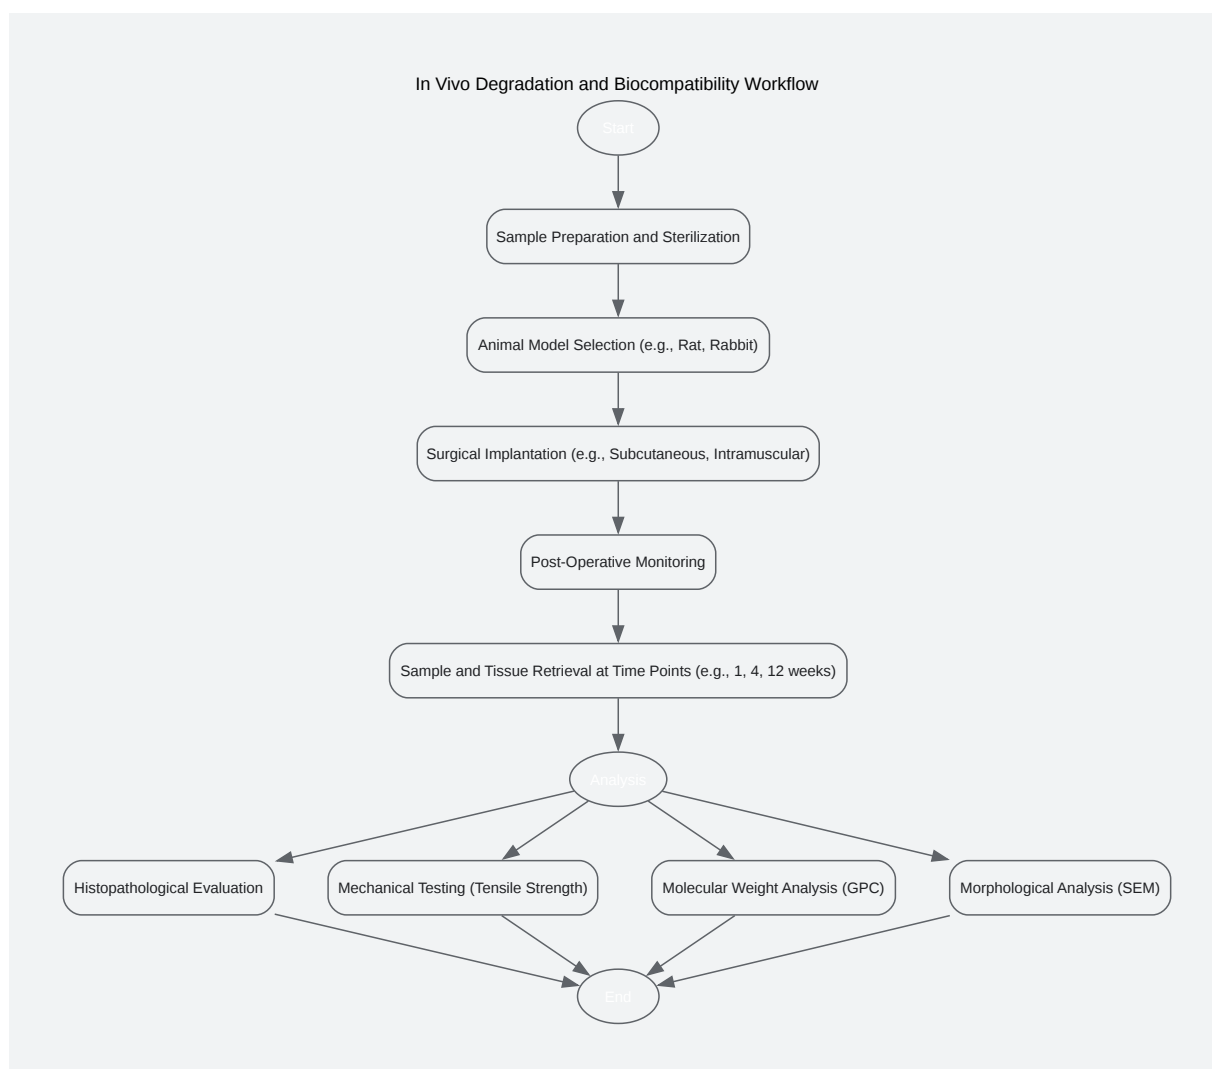 In Vivo Degradation and Biocompatibility Workflow
Start
Sample Preparation and Sterilization
Animal Model Selection (e.g., Rat, Rabbit)
Surgical Implantation (e.g., Subcutaneous, Intramuscular)
Post-Operative Monitoring
Sample and Tissue Retrieval at Time Points (e.g., 1, 4, 12 weeks)
Analysis
Histopathological Evaluation
Mechanical Testing (Tensile Strength)
Molecular Weight Analysis (GPC)
Morphological Analysis (SEM)
End